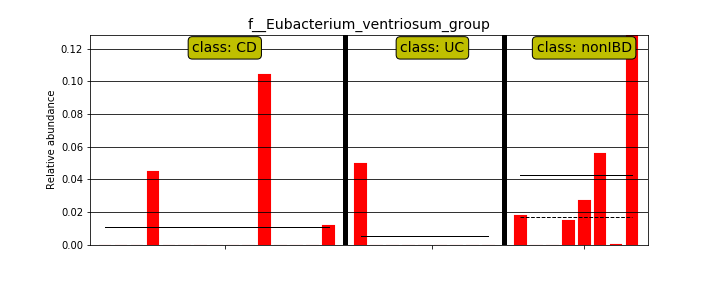 f__Eubacterium_ventriosum_group
class: CD
class: UC
class: nonIBD
Relative abundance
0.12
0.10
0.08
0.06
0.04
0.02
0.00